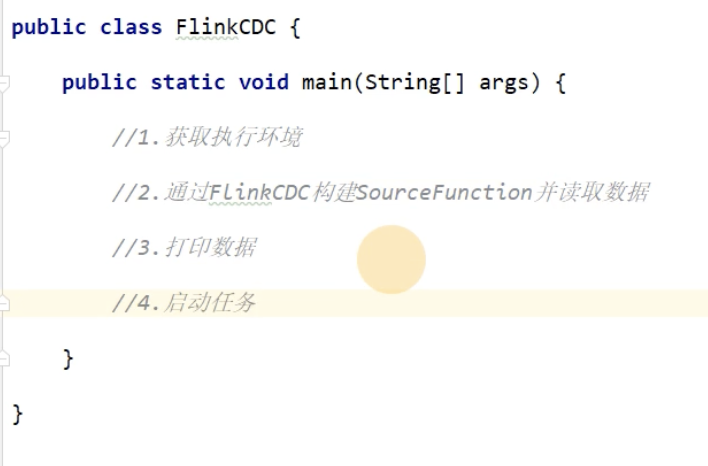 public class FlinkCDC {
public static void main(String[] args) {
//1.获取执行环境
//2.通过FlinkCDC构建SourceFunction并读取数据
//3.打印数据
//4.启动任务
}
}